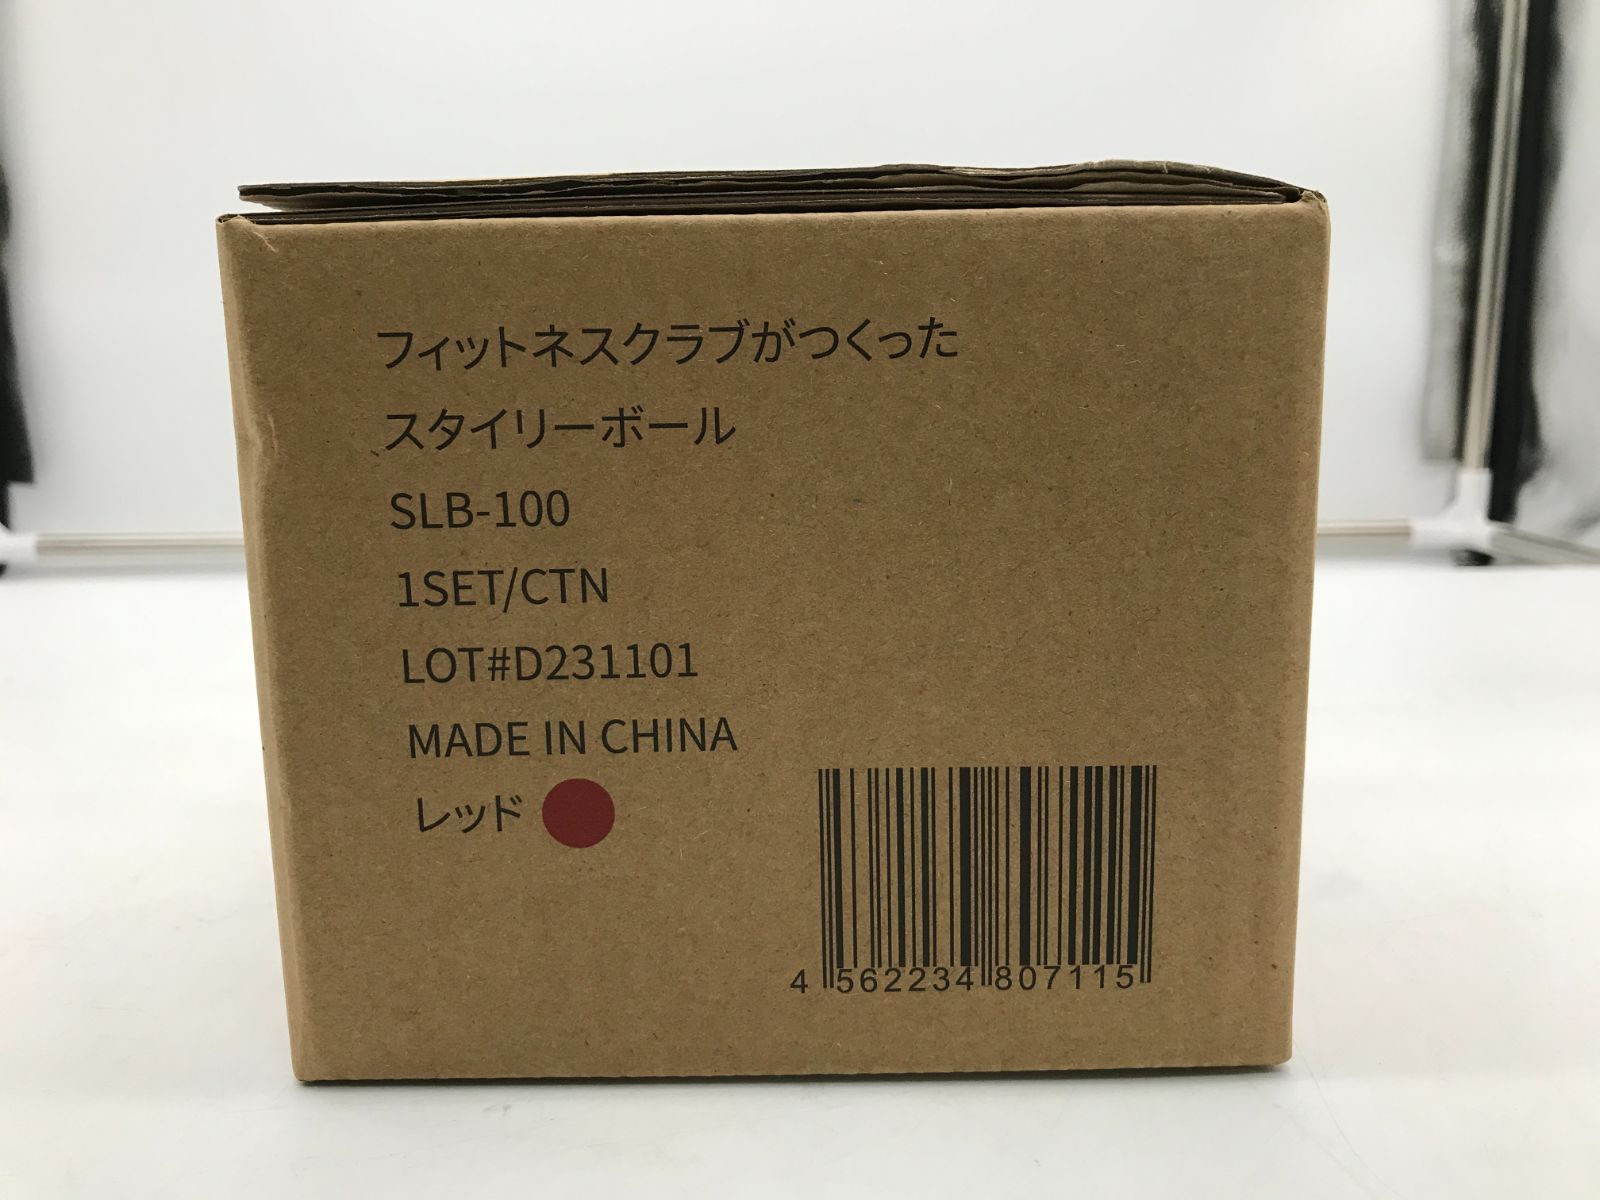 フィットネスクラブがつくった
スタイリーボール
SLB-100
1SET/CTN
LOT#D231101
MADE IN CHINA
レッド
4 562234 807115